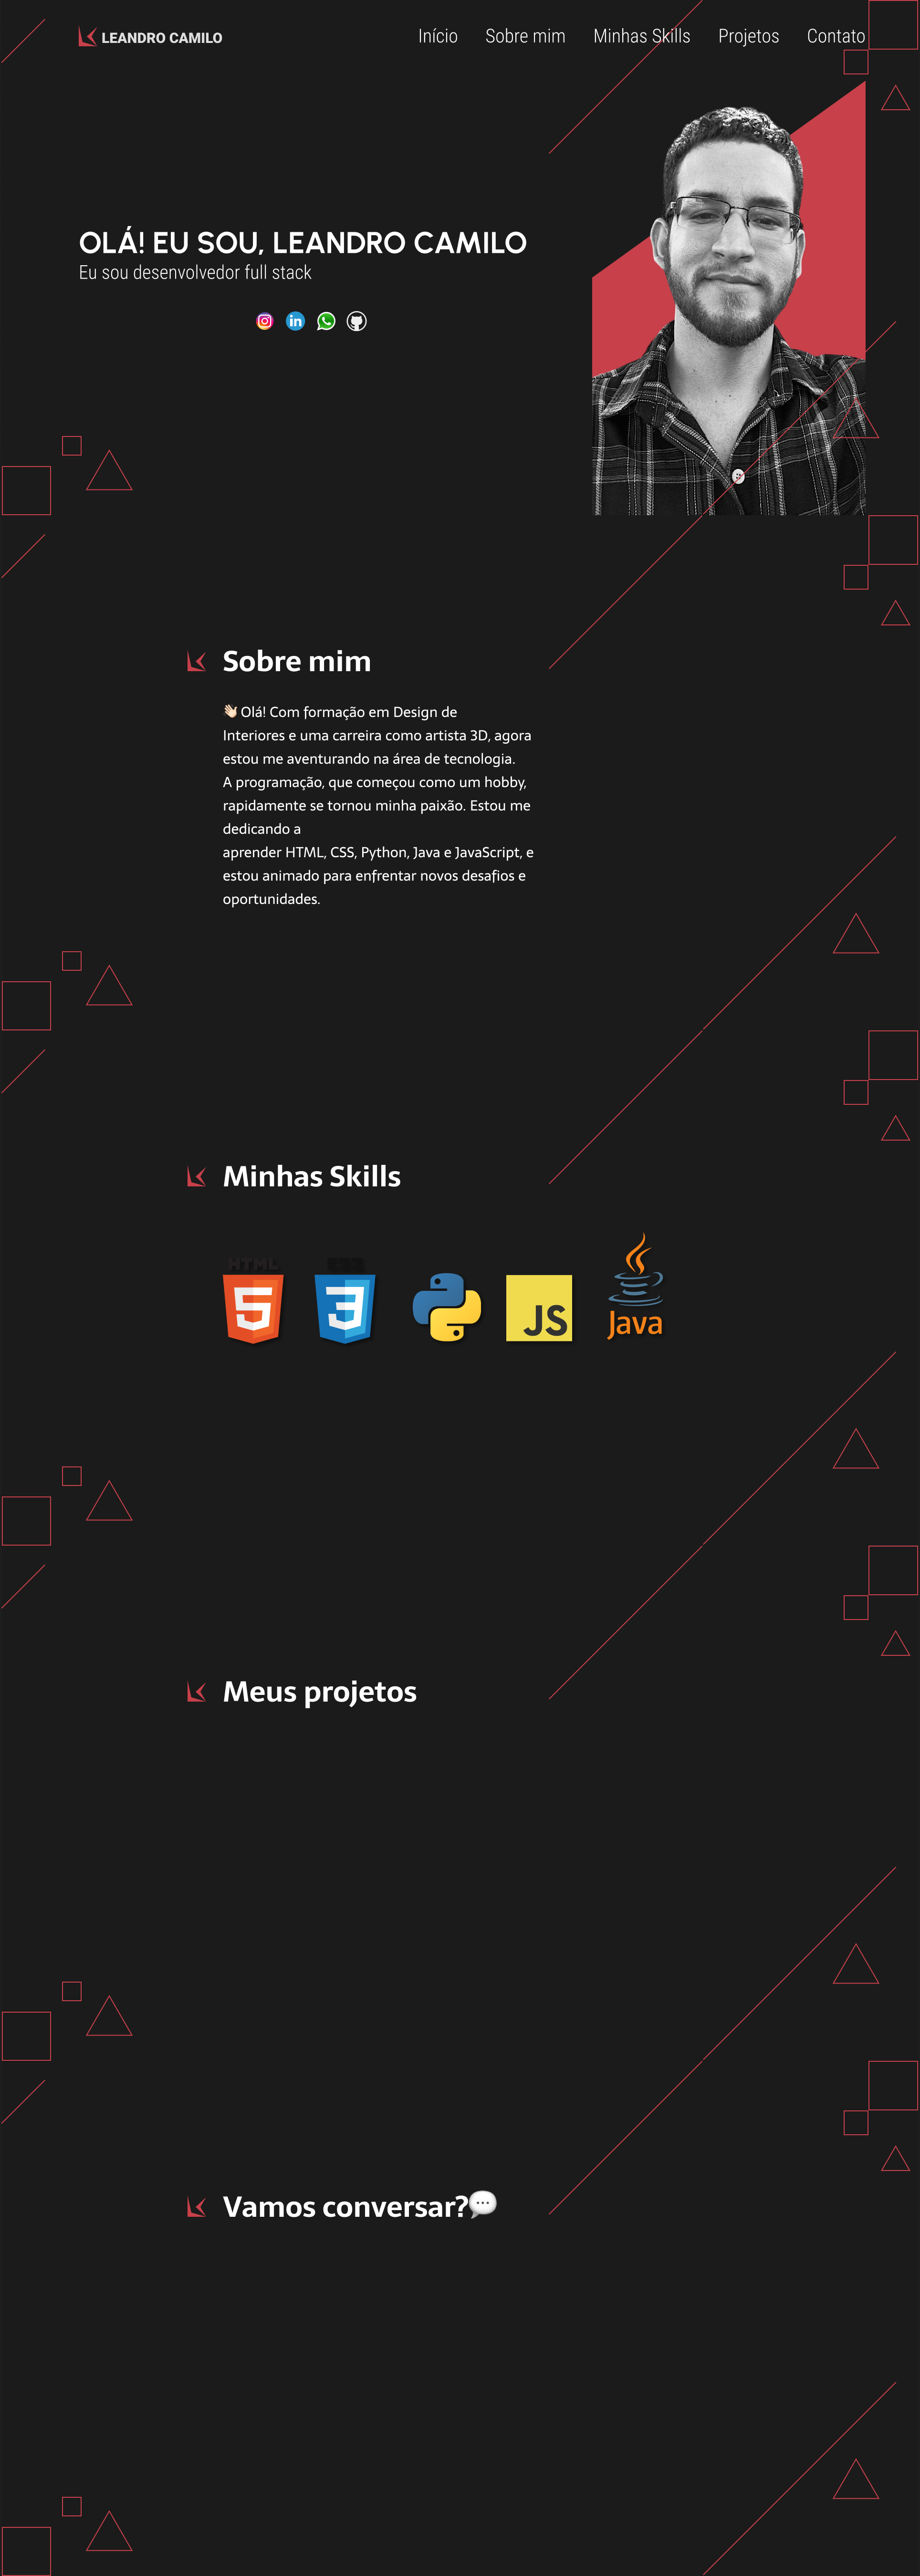 LEANDRO CAMILO
Início Sobre mim Minhas Skills Projetos Contato
OLÁ! EU SOU, LEANDRO CAMILO
Eu sou desenvolvedor full stack
in
Sobre mim
👋🏻 Olá! Com formação em Design de
Interiores e uma carreira como artista 3D, agora
estou me aventurando na área de tecnologia.
A programação, que começou como um hobby,
rapidamente se tornou minha paixão. Estou me
dedicando a
aprender HTML, CSS, Python, Java e JavaScript, e
estou animado para enfrentar novos desafios e
oportunidades.
Minhas Skills
HTML
5 3 JS Java
Meus projetos
Vamos conversar?💬